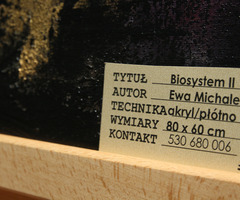 TYTUŁ Biosystem II
AUTOR Ewa Michale
TECHNIKA akryl/płótno
WYMIARY 80 x 60 cm
KONTAKT 530 680 006